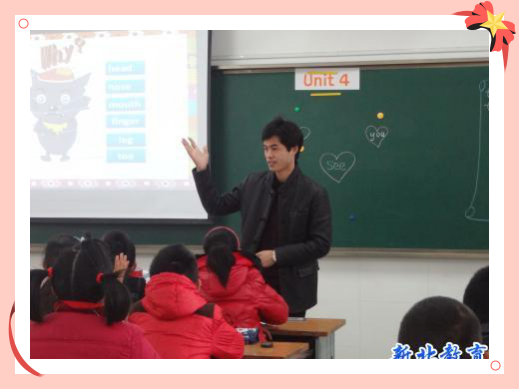 Why?
head
nose
mouth
finger
leg
toe
Unit 4
See
you
新北教育